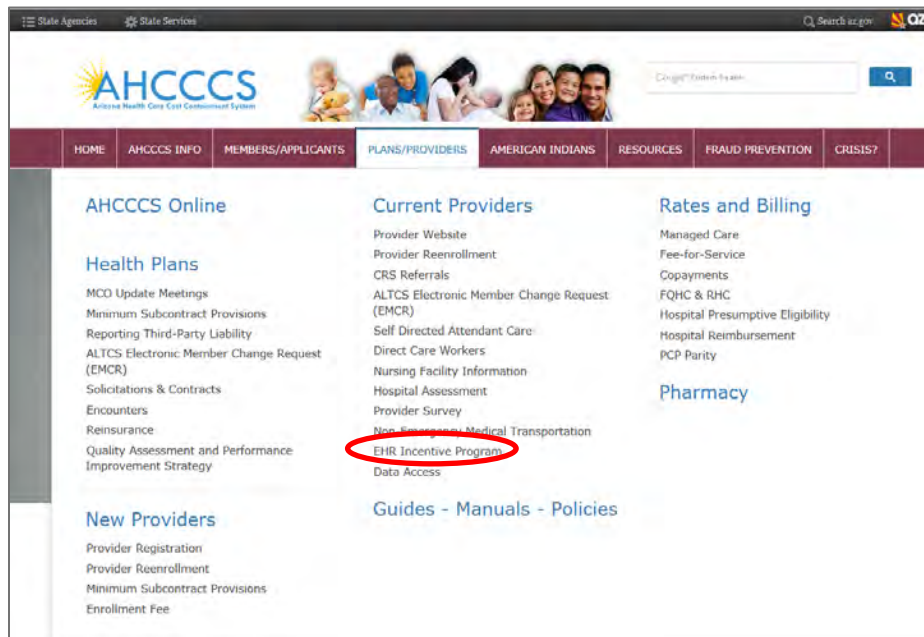 State Agencies
State Services
Search az.gov
AHCCCS
Arizona Health Care Cost Containment System
HOME
AHCCCS INFO
MEMBERS/APPLICANTS
PLANS/PROVIDERS
AMERICAN INDIANS
RESOURCES
FRAUD PREVENTION
CRISIS?
AHCCCS Online
Health Plans
MCO Update Meetings
Minimum Subcontract Provisions
Reporting Third-Party Liability
ALTCS Electronic Member Change Request
(EMCR)
Solicitations & Contracts
Encounters
Reinsurance
Quality Assessment and Performance
Improvement Strategy
New Providers
Provider Registration
Provider Reenrollment
Minimum Subcontract Provisions
Enrollment Fee
Current Providers
Provider Website
Provider Reenrollment
CRS Referrals
ALTCS Electronic Member Change Request
(EMCR)
Self Directed Attendant Care
Direct Care Workers
Nursing Facility Information
Hospital Assessment
Provider Survey
Non-Emergency Medical Transportation
EHR Incentive Program
Data Access
Guides - Manuals - Policies
Rates and Billing
Managed Care
Fee-for-Service
Copayments
FQHC & RHC
Hospital Presumptive Eligibility
Hospital Reimbursement
PCP Parity
Pharmacy